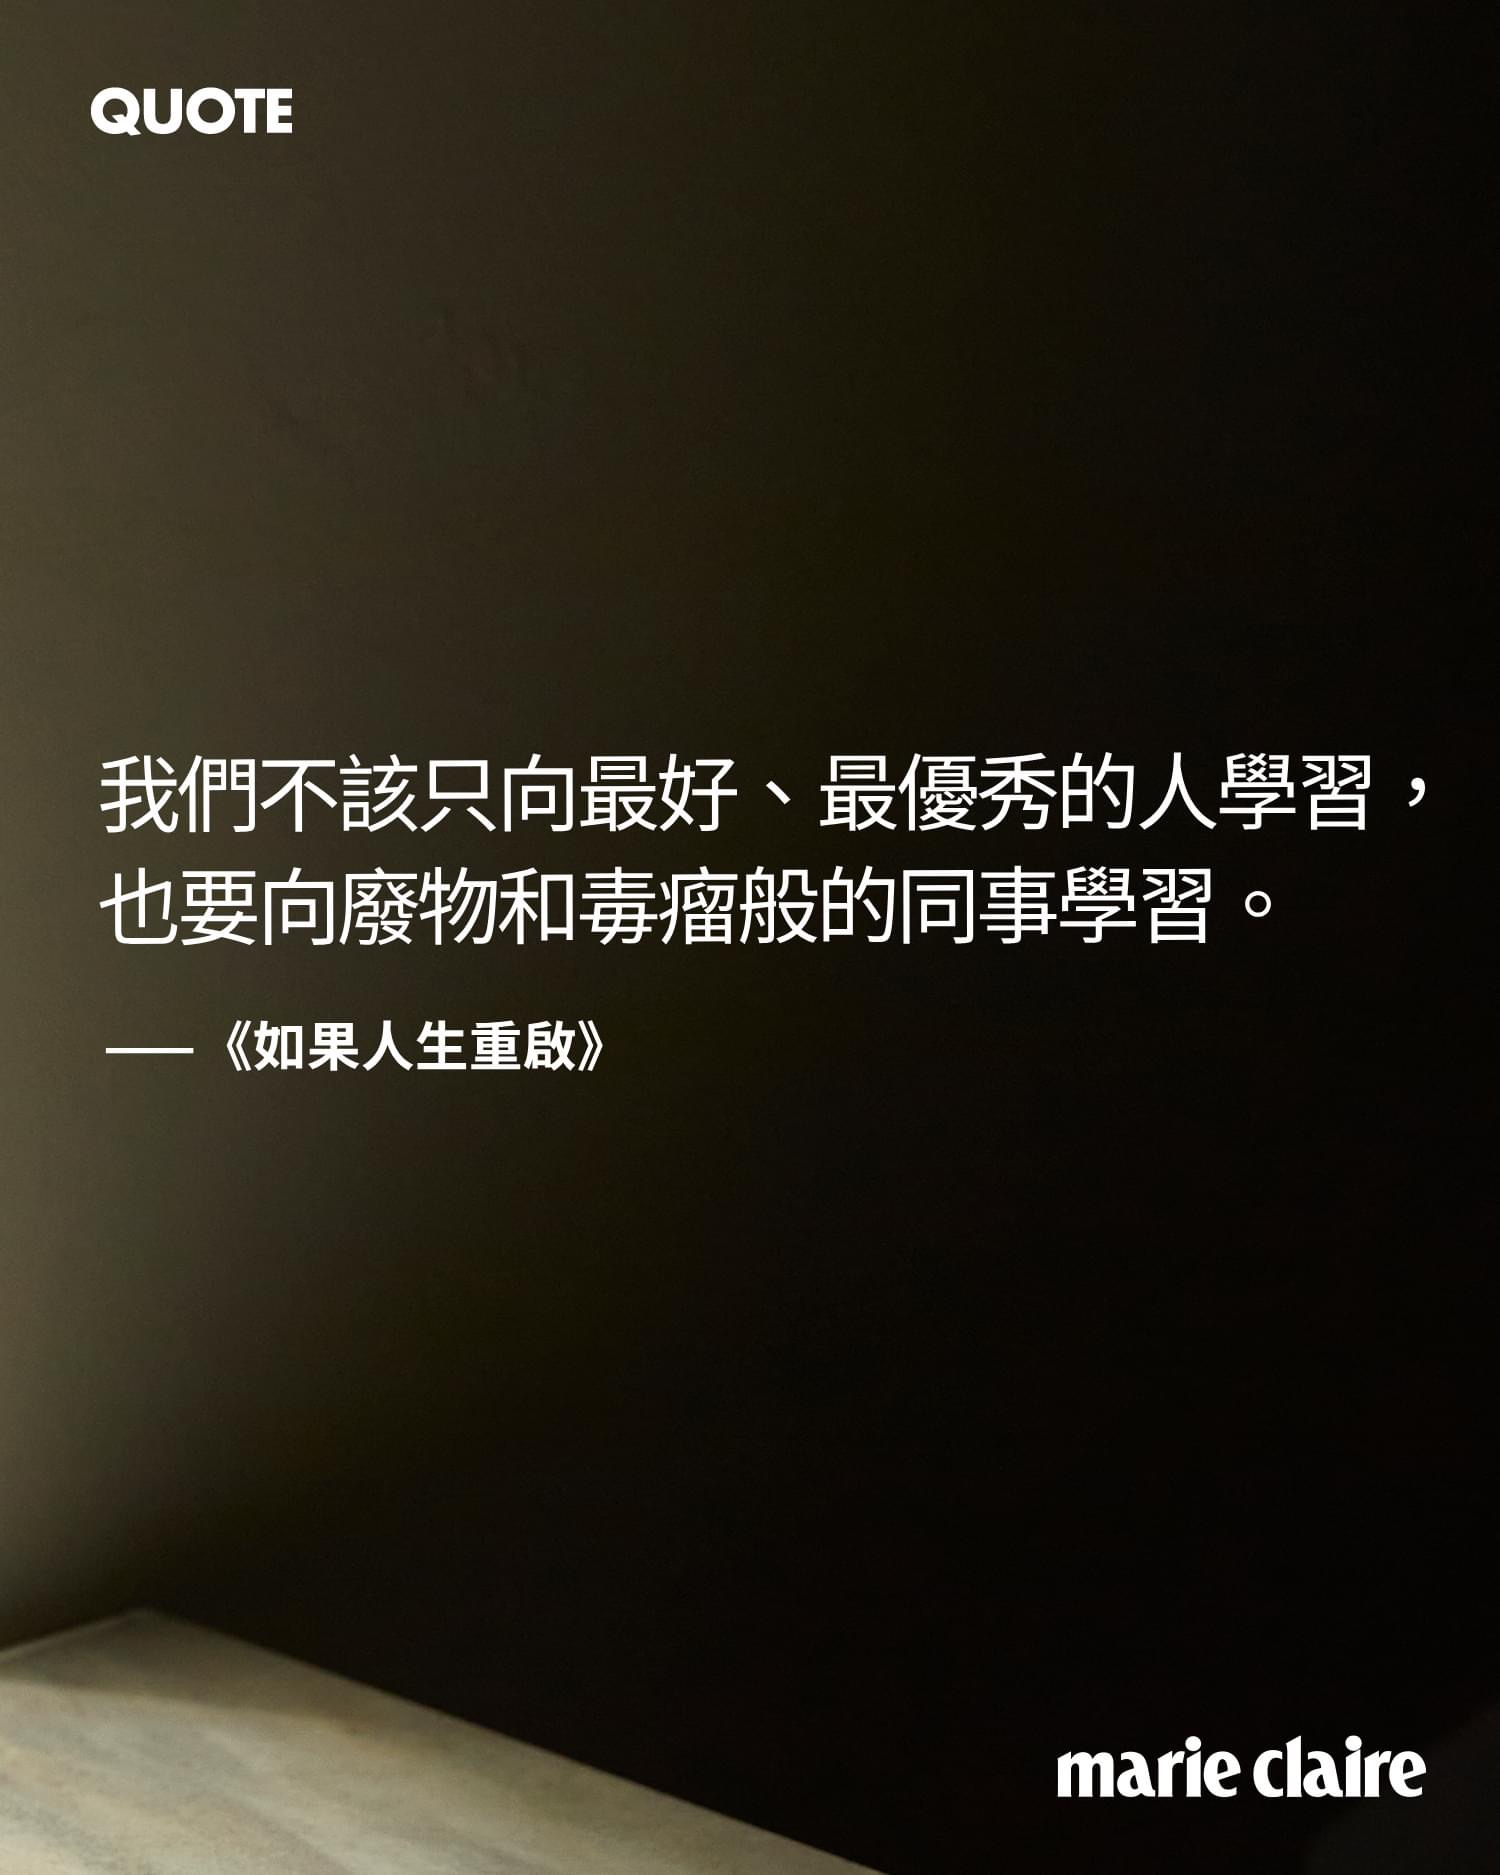 QUOTE
我們不該只向最好、最優秀的人學習，
也要向廢物和毒瘤般的同事學習。
——《如果人生重啟》
marie claire